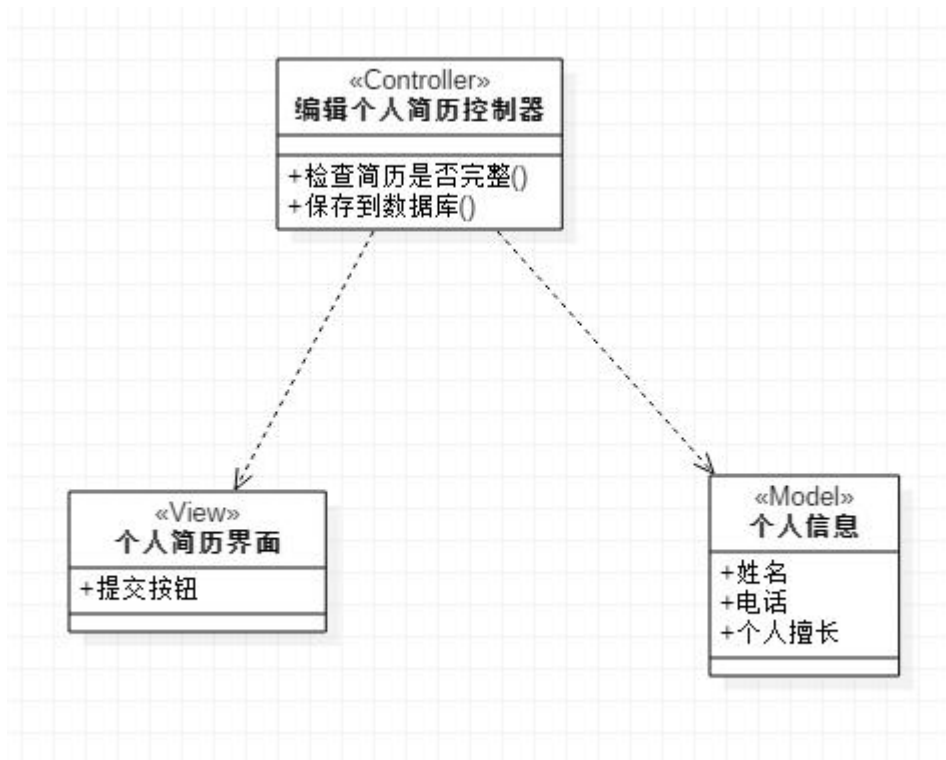 «Controller»
编辑个人简历控制器
+检查简历是否完整()
+保存到数据库()
«View»
个人简历界面
+提交按钮
«Model»
个人信息
+姓名
+电话
+个人擅长